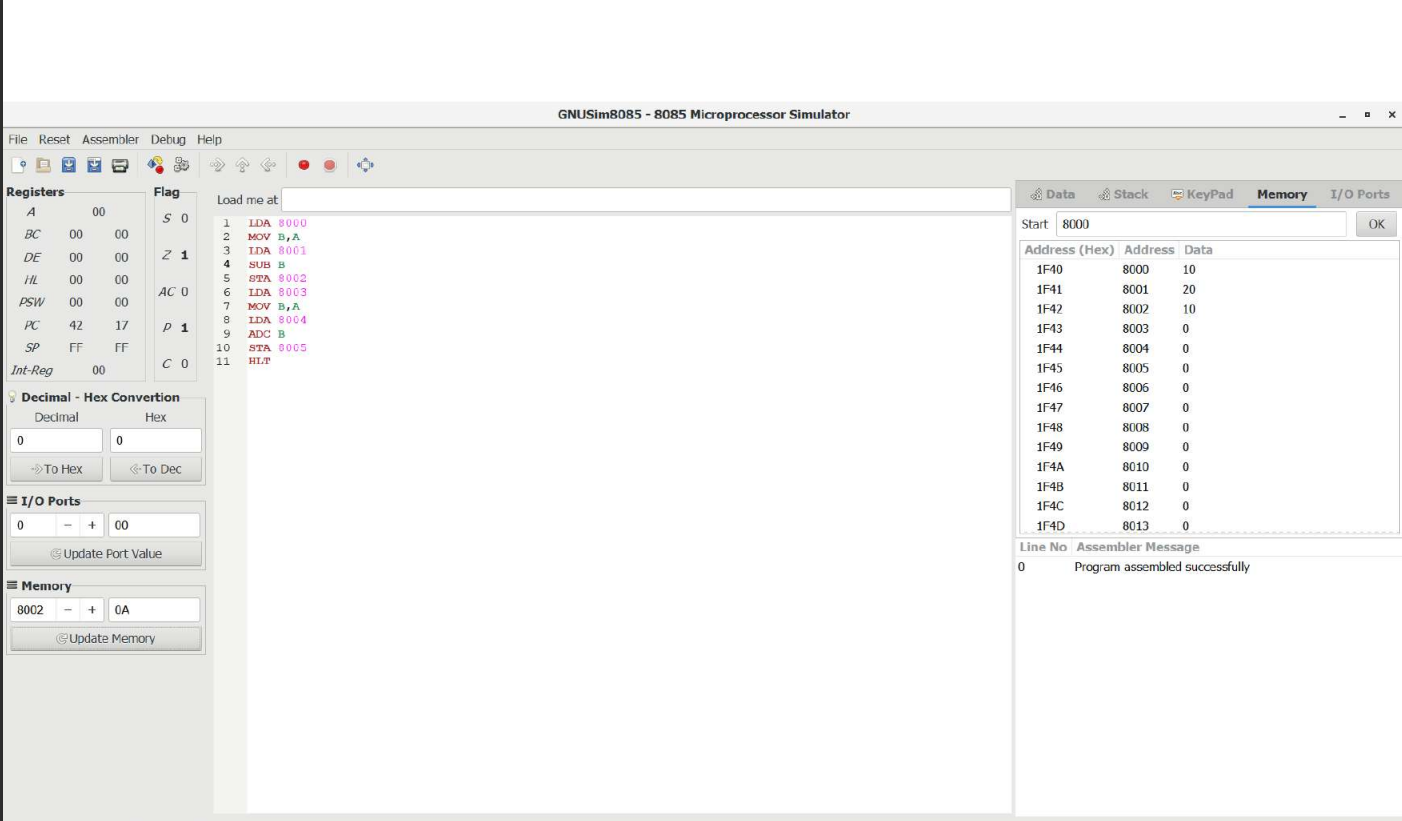 GNUSim8085 - 8085 Microprocessor Simulator
File Reset Assembler Debug Help
Registers
A 00
BC 00 00
DE 00 00
HL 00 00
PSW 00 00
PC 42 17
SP FF FF
Int-Reg 00
Flag
S 0
Z 1
AC 0
P 1
C 0
Decimal - Hex Convertion
Decimal Hex
0 0
To Hex To Dec
I/O Ports
0 - + 00
Update Port Value
Memory
8002 - + 0A
Update Memory
Load me at
1 LDA 8000
2 MOV B,A
3 LDA 8001
4 SUB B
5 STA 8002
6 LDA 8003
7 MOV B,A
8 LDA 8004
9 ADC B
10 STA 8005
11 HLT
Data Stack KeyPad Memory I/O Ports
Start 8000 OK
Address (Hex) Address Data
1F40 8000 10
1F41 8001 20
1F42 8002 10
1F43 8003 0
1F44 8004 0
1F45 8005 0
1F46 8006 0
1F47 8007 0
1F48 8008 0
1F49 8009 0
1F4A 8010 0
1F4B 8011 0
1F4C 8012 0
1F4D 8013 0
Line No Assembler Message
0 Program assembled successfully